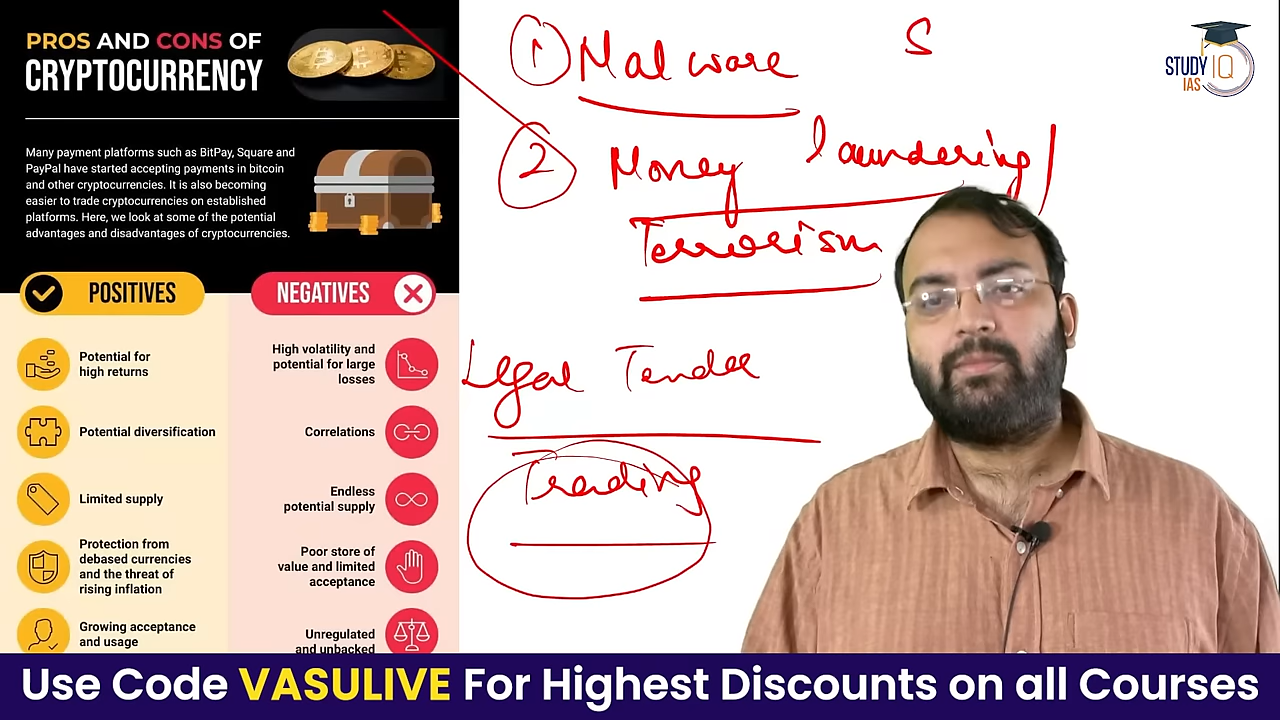 PROS AND CONS OF
CRYPTOCURRENCY
Many payment platforms such as BitPay, Square and
PayPal have started accepting payments in bitcoin
and other cryptocurrencies. It is also becoming
easier to trade cryptocurrencies on established
platforms. Here, we look at some of the potential
advantages and disadvantages of cryptocurrencies.
POSITIVES
Potential for
high returns
Potential diversification
Limited supply
Protection from
debased currencies
and the threat of
rising inflation
Growing acceptance
and usage
NEGATIVES
High volatility and
potential for large
losses
Correlations
Endless
potential supply
Poor store of
value and limited
acceptance
Unregulated
and unbacked
1 Malware
S
2 Money laundering/
Terrorism
Legal Tender
Trading
STUDY IQ
IAS
Use Code VASULIVE For Highest Discounts on all Courses